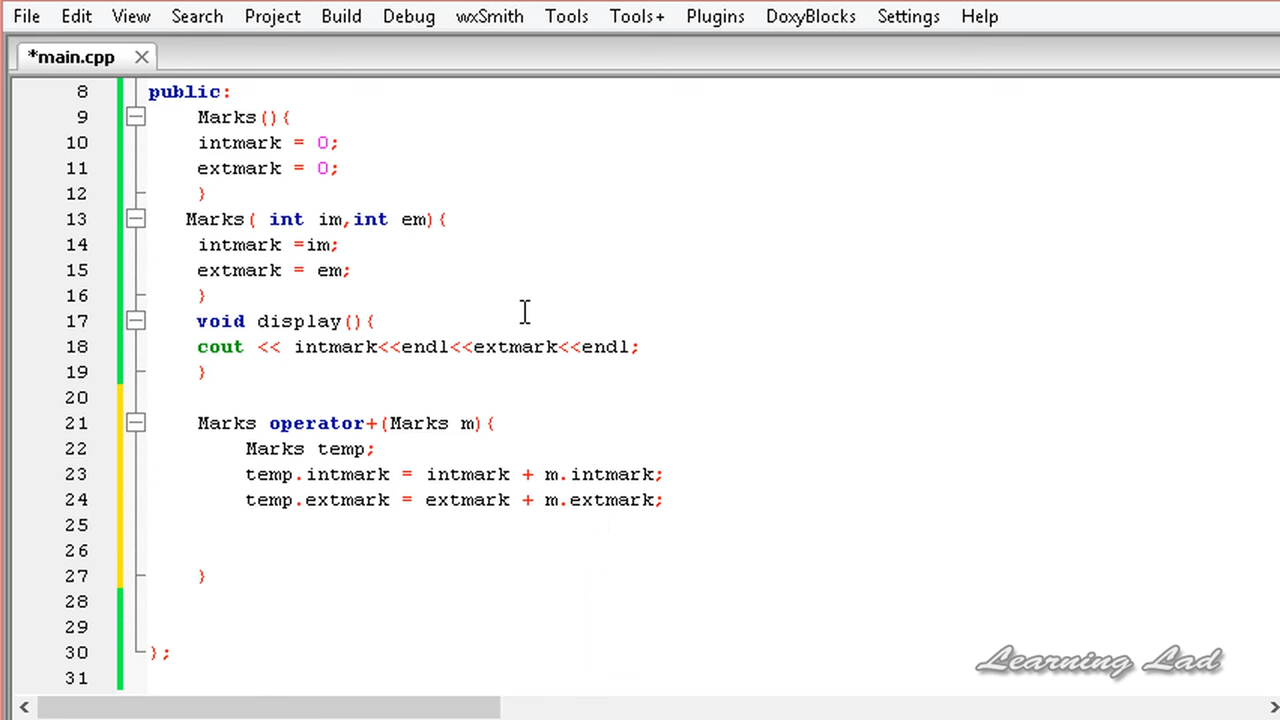 File Edit View Search Project Build Debug wxSmith Tools Tools+ Plugins DoxyBlocks Settings Help
*main.cpp
8 public:
9 Marks(){
10 intmark = 0;
11 extmark = 0;
12 }
13 Marks( int im,int em){
14 intmark =im;
15 extmark = em;
16 }
17 void display(){
18 cout << intmark<<endl<<extmark<<endl;
19 }
20
21 Marks operator+(Marks m){
22 Marks temp;
23 temp.intmark = intmark + m.intmark;
24 temp.extmark = extmark + m.extmark;
25
26
27 }
28
29
30 };
31
Learning Lad